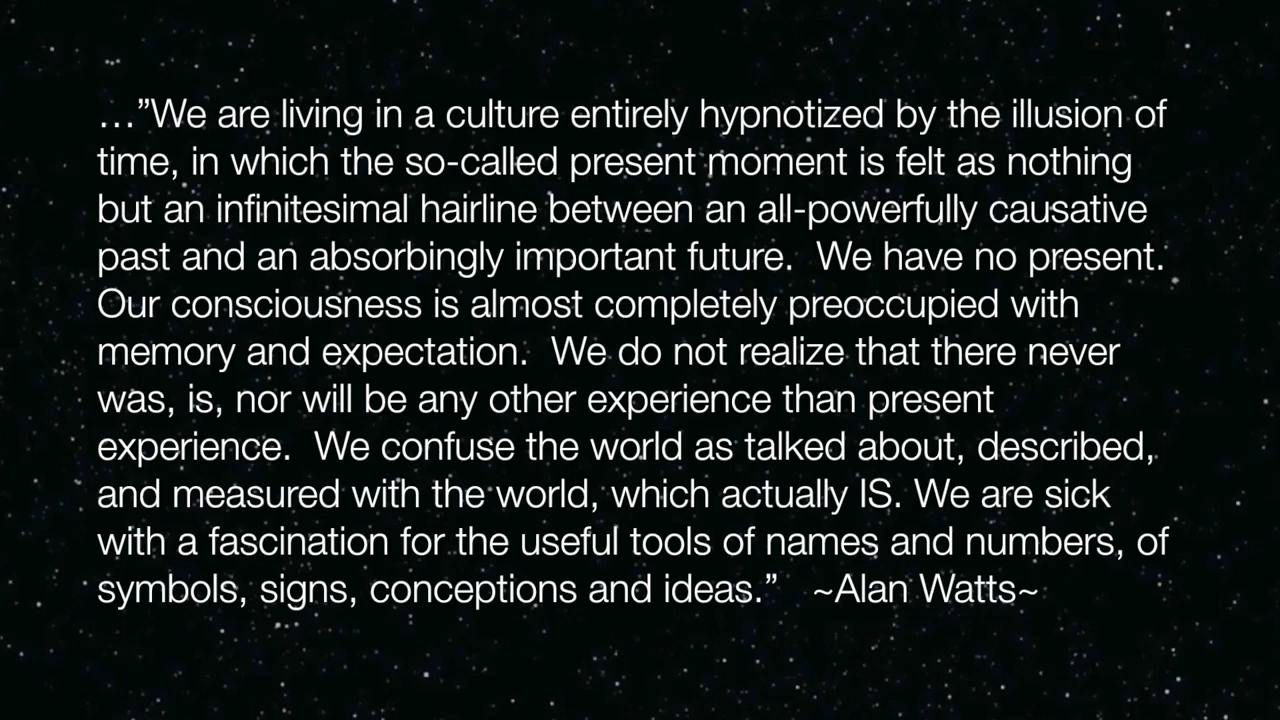 …”We are living in a culture entirely hypnotized by the illusion of
time, in which the so-called present moment is felt as nothing
but an infinitesimal hairline between an all-powerfully causative
past and an absorbingly important future.  We have no present.
Our consciousness is almost completely preoccupied with
memory and expectation.  We do not realize that there never
was, is, nor will be any other experience than present
experience.  We confuse the world as talked about, described,
and measured with the world, which actually IS. We are sick
with a fascination for the useful tools of names and numbers, of
symbols, signs, conceptions and ideas.”   ~Alan Watts~